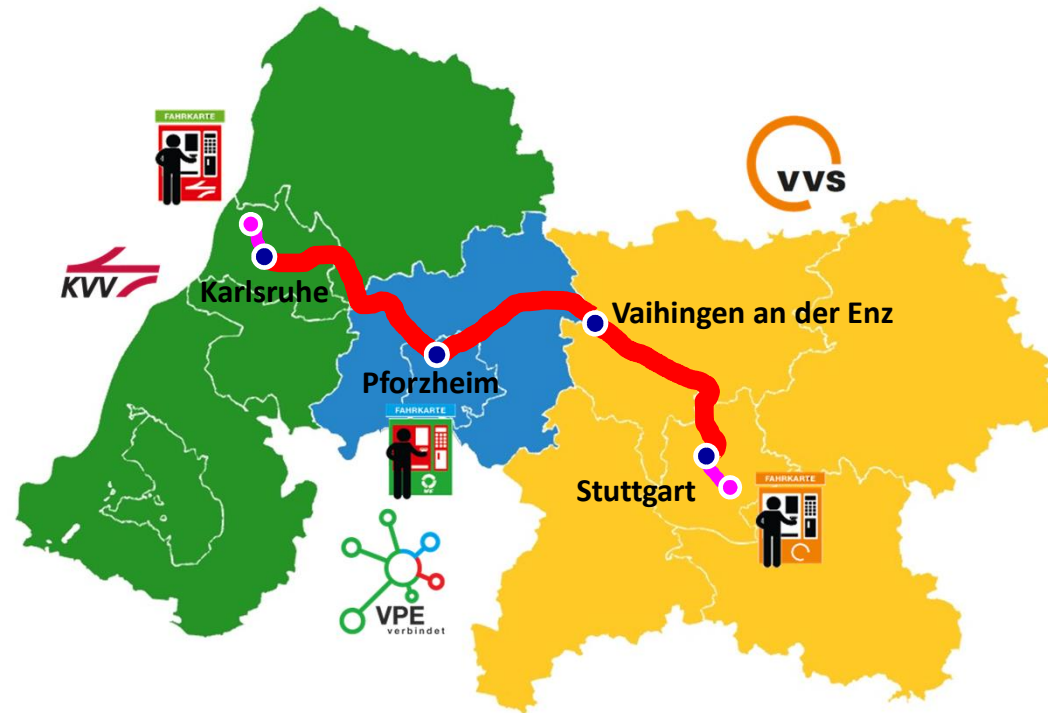 FAHRKARTE
VVS
KVV
Karlsruhe
Vaihingen an der Enz
Pforzheim
FAHRKARTE
Stuttgart
FAHRKARTE
VPE
verbindet